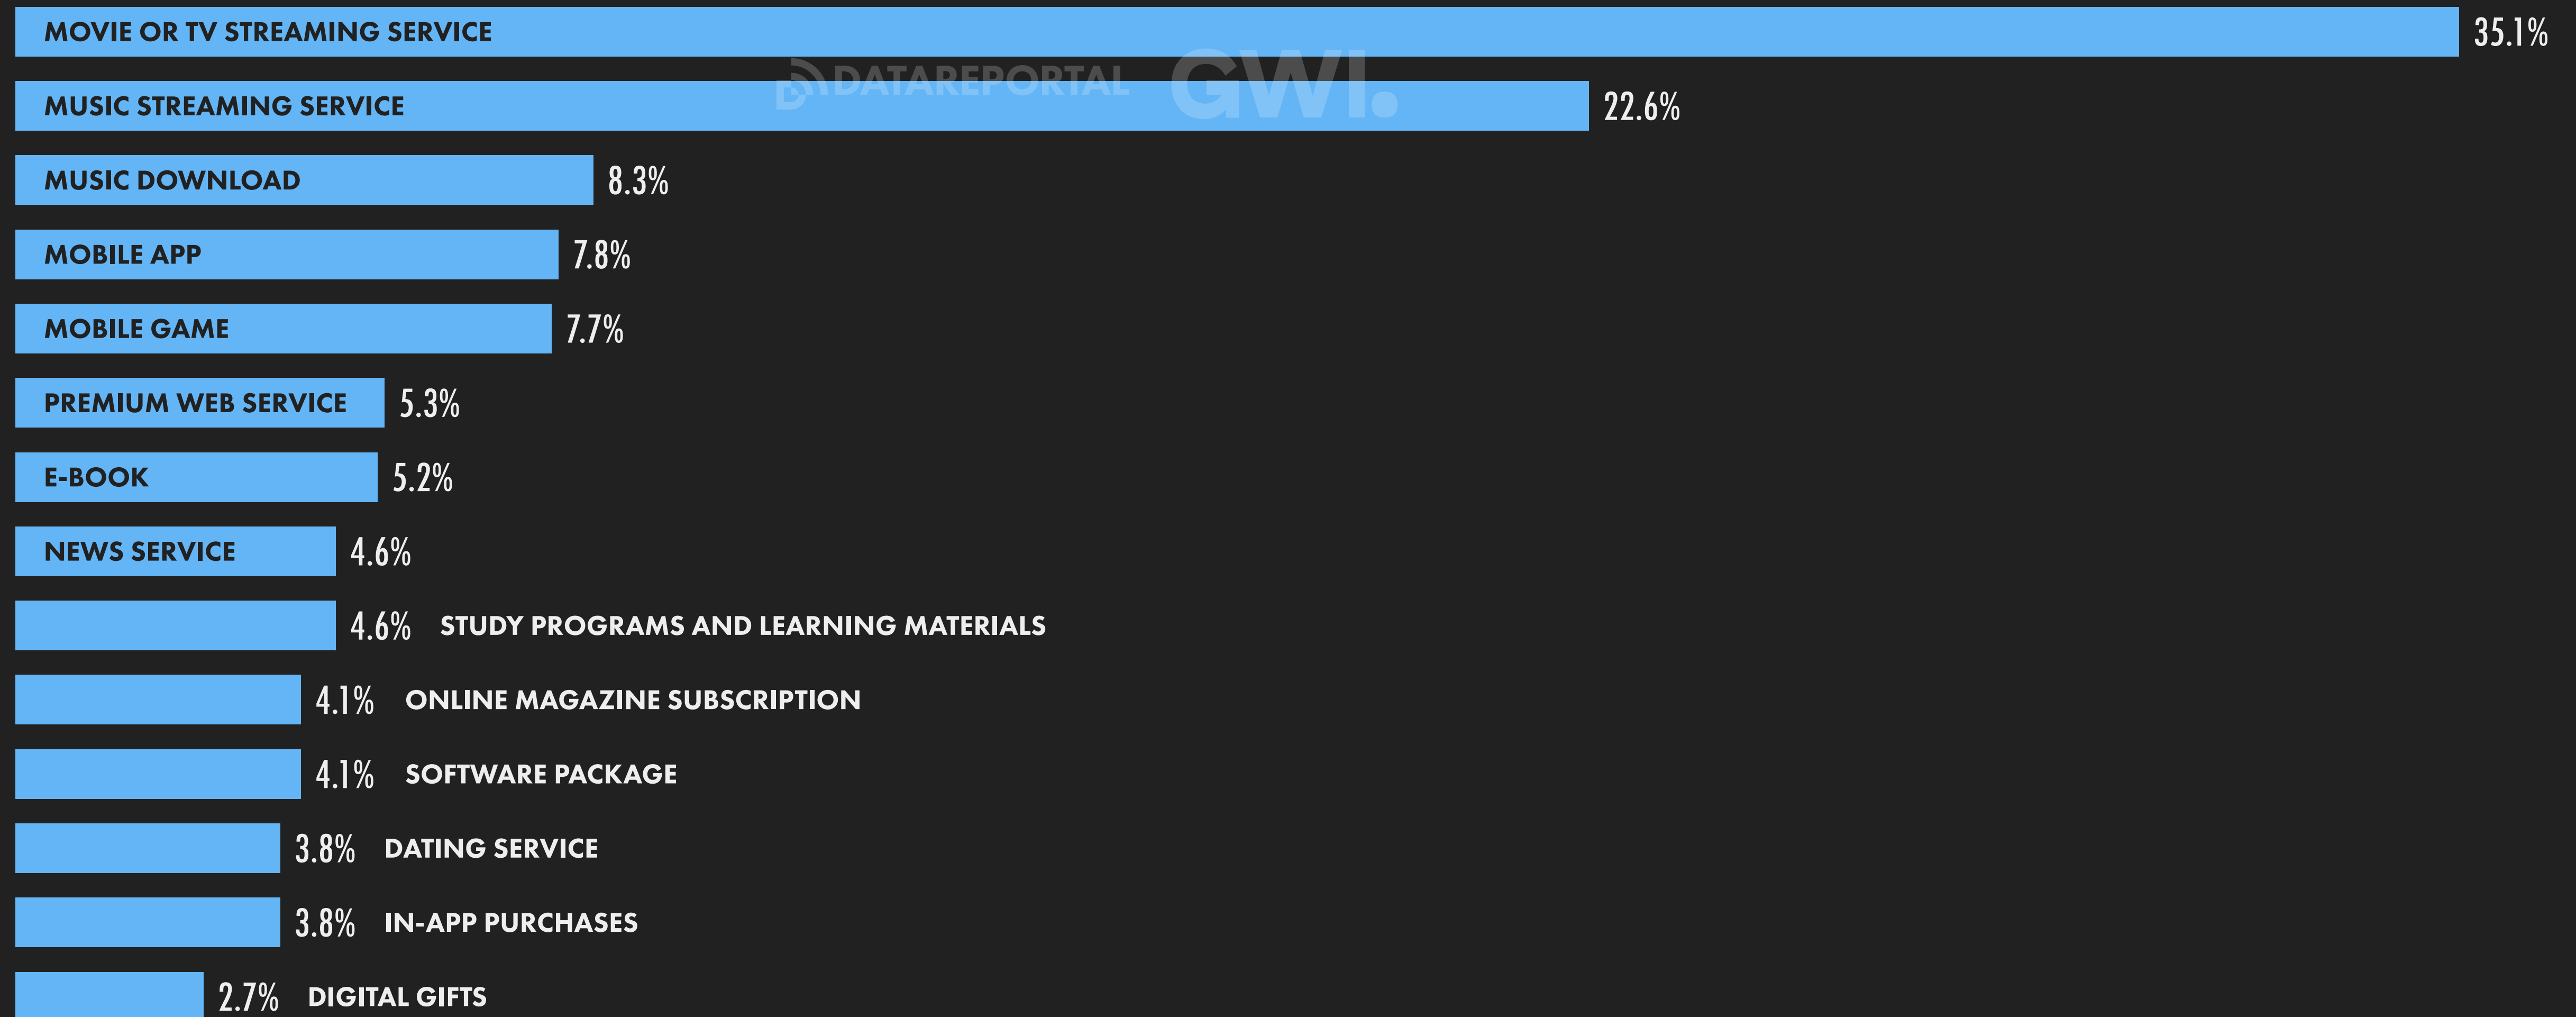 MOVIE OR TV STREAMING SERVICE 35.1%
DATAREPORTAL GWI.
MUSIC STREAMING SERVICE 22.6%
MUSIC DOWNLOAD 8.3%
MOBILE APP 7.8%
MOBILE GAME 7.7%
PREMIUM WEB SERVICE 5.3%
E-BOOK 5.2%
NEWS SERVICE 4.6%
4.6% STUDY PROGRAMS AND LEARNING MATERIALS
4.1% ONLINE MAGAZINE SUBSCRIPTION
4.1% SOFTWARE PACKAGE
3.8% DATING SERVICE
3.8% IN-APP PURCHASES
2.7% DIGITAL GIFTS